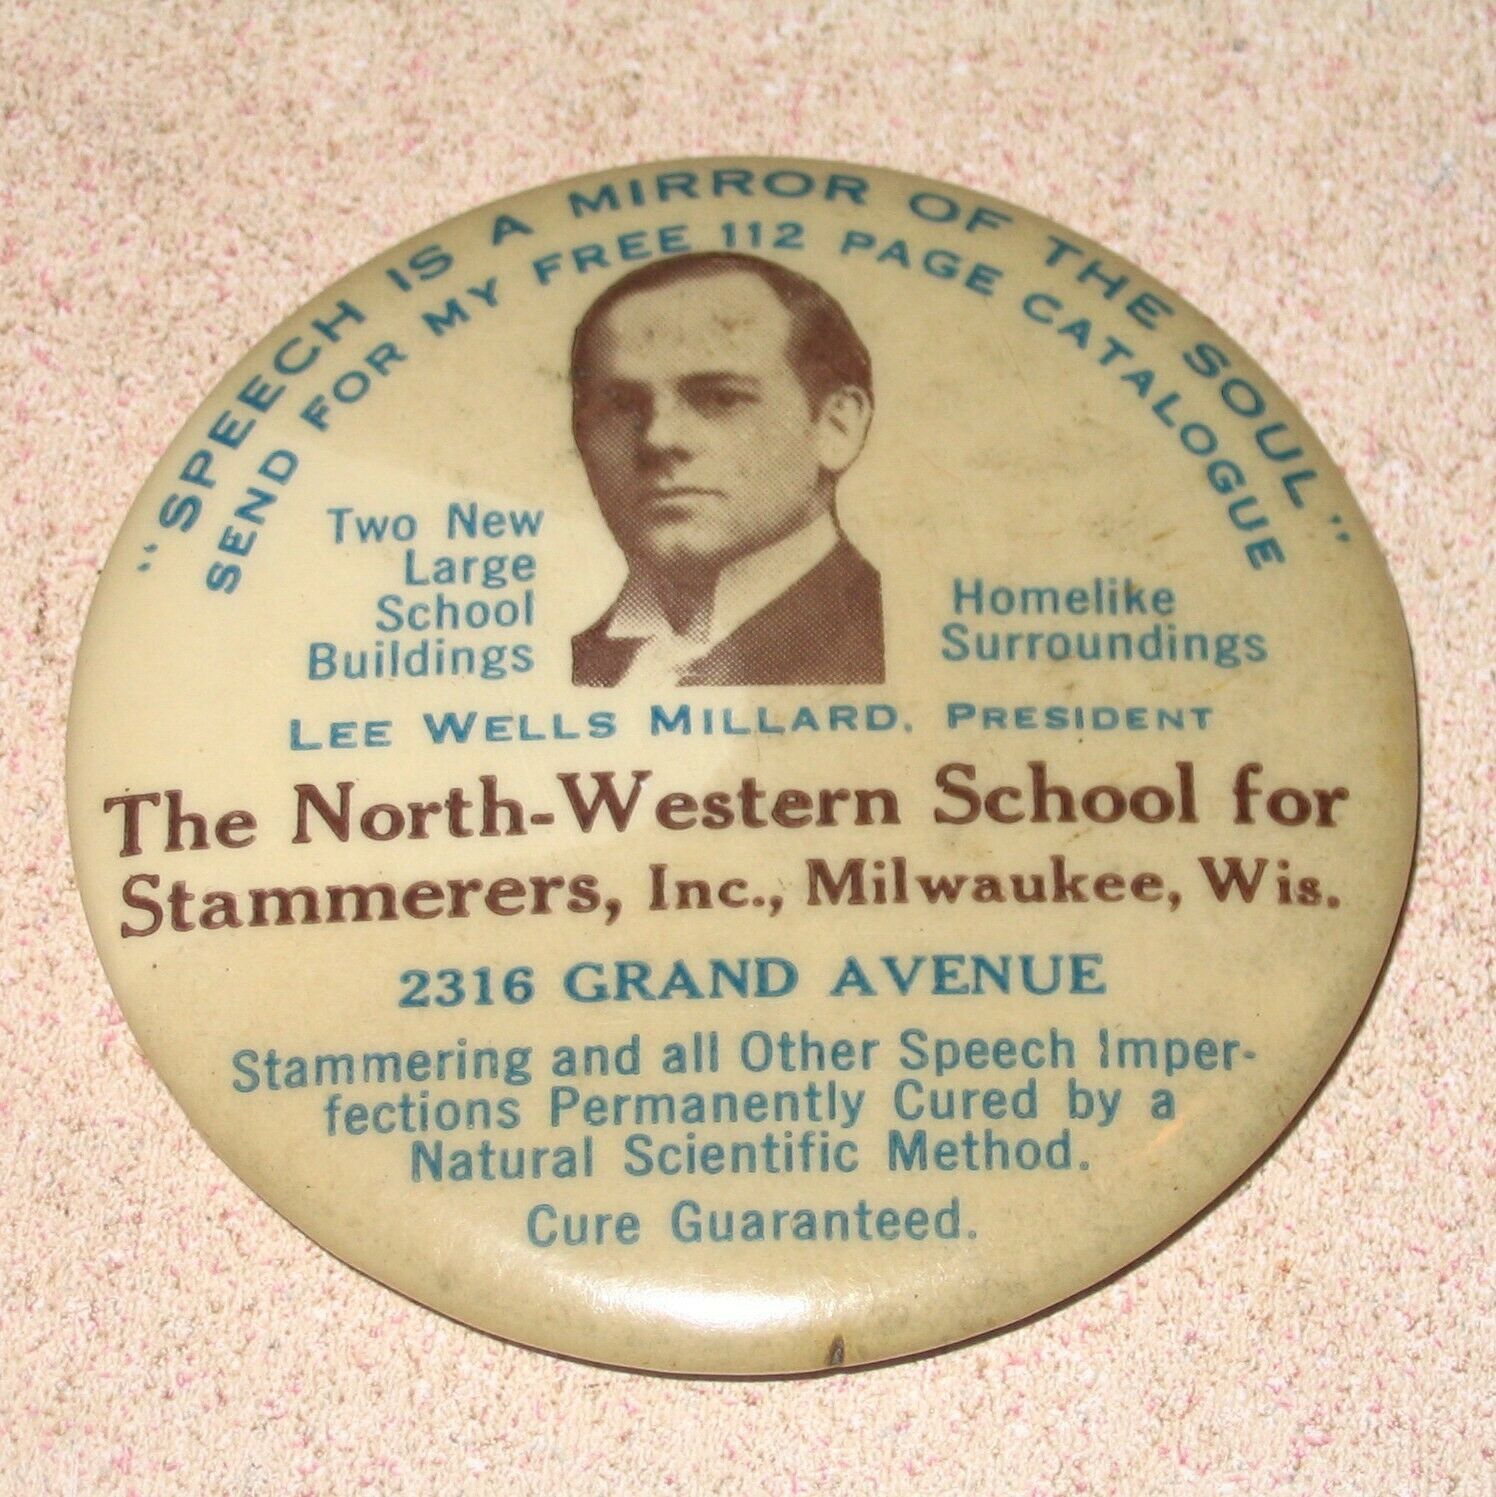 "SPEECH IS A MIRROR OF THE SOUL"
SEND FOR MY FREE 112 PAGE CATALOGUE
Two New
Large
School
Buildings
Homelike
Surroundings
LEE WELLS MILLARD. PRESIDENT
The North-Western School for
Stammerers, Inc., Milwaukee, Wis.
2316 GRAND AVENUE
Stammering and all Other Speech Imper-
fections Permanently Cured by a
Natural Scientific Method.
Cure Guaranteed.